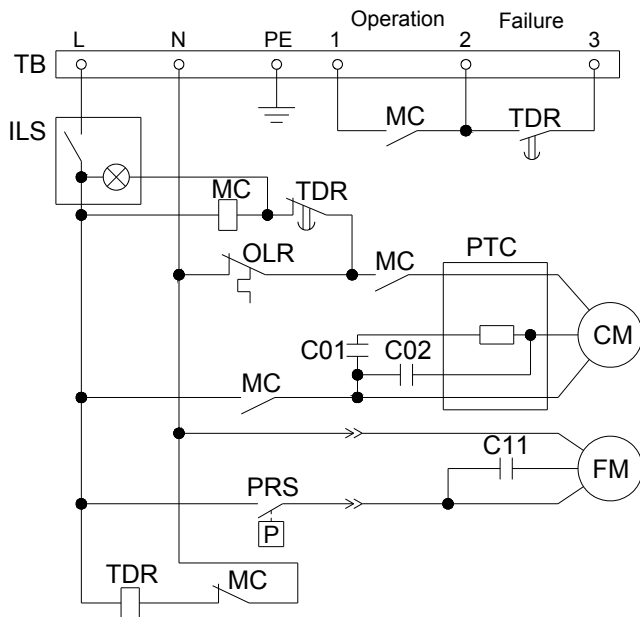 Operation Failure
L N PE 1 2 3
TB
MC TDR
ILS
MC TDR
OLR MC PTC
CM
C01 C02
MC
C11
FM
PRS
P
TDR MC